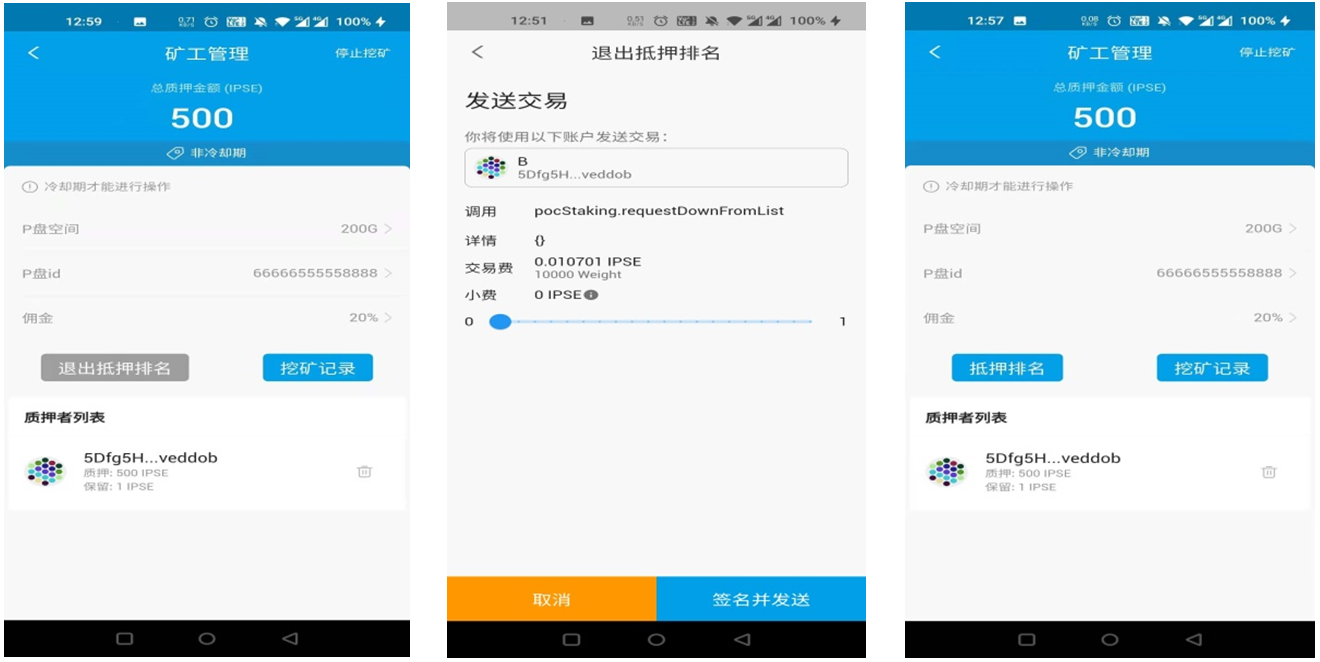 12:59
0.71
KB/S
5G
4G
100%
矿工管理
停止挖矿
总质押金额 (IPSE)
500
非冷却期
冷却期才能进行操作
P盘空间
200G
P盘id
66666555558888
佣金
20%
退出抵押排名
挖矿记录
质押者列表
5Dfg5H...veddob
质押: 500 IPSE
保留: 1 IPSE
12:51
0.57
KB/S
5G
4G
100%
退出抵押排名
发送交易
你将使用以下账户发送交易：
B
5Dfg5H...veddob
调用
pocStaking.requestDownFromList
详情
{}
交易费
0.010701 IPSE
10000 Weight
小费
0 IPSE
0
1
取消
签名并发送
12:57
0.08
KB/S
5G
4G
100%
矿工管理
停止挖矿
总质押金额 (IPSE)
500
非冷却期
冷却期才能进行操作
P盘空间
200G
P盘id
66666555558888
佣金
20%
抵押排名
挖矿记录
质押者列表
5Dfg5H...veddob
质押: 500 IPSE
保留: 1 IPSE